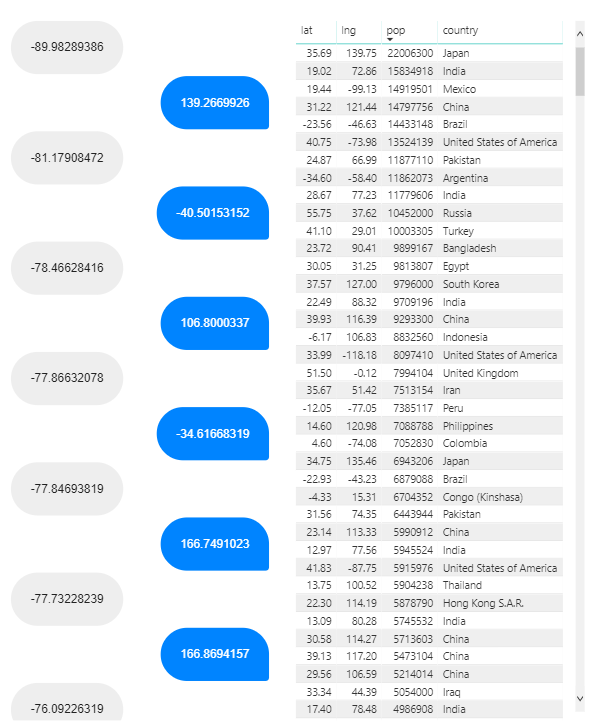 -89.98289386
139.2669926
-81.17908472
-40.50153152
-78.46628416
106.8000337
-77.86632078
-34.61668319
-77.84693819
166.7491023
-77.73228239
166.8694157
-76.09226319
lat lng pop country
35.69 139.75 22006300 Japan
19.02 72.86 15834918 India
19.44 -99.13 14919501 Mexico
31.22 121.44 14797756 China
-23.56 -46.63 14433148 Brazil
40.75 -73.98 13524139 United States of America
24.87 66.99 11877110 Pakistan
-34.60 -58.40 11862073 Argentina
28.67 77.23 11779606 India
55.75 37.62 10452000 Russia
41.10 29.01 10003305 Turkey
23.72 90.41 9899167 Bangladesh
30.05 31.25 9813807 Egypt
37.57 127.00 9796000 South Korea
22.49 88.32 9709196 India
39.93 116.39 9293300 China
-6.17 106.83 8832560 Indonesia
33.99 -118.18 8097410 United States of America
51.50 -0.12 7994104 United Kingdom
35.67 51.42 7513154 Iran
-12.05 -77.05 7385117 Peru
14.60 120.98 7088788 Philippines
4.60 -74.08 7052830 Colombia
34.75 135.46 6943206 Japan
-22.93 -43.23 6879088 Brazil
-4.33 15.31 6704352 Congo (Kinshasa)
31.56 74.35 6443944 Pakistan
23.14 113.33 5990912 China
12.97 77.56 5945524 India
41.83 -87.75 5915976 United States of America
13.75 100.52 5904238 Thailand
22.30 114.19 5878790 Hong Kong S.A.R.
13.09 80.28 5745532 India
30.58 114.27 5713603 China
39.13 117.20 5473104 China
29.56 106.59 5214014 China
33.34 44.39 5054000 Iraq
17.40 78.48 4986908 India